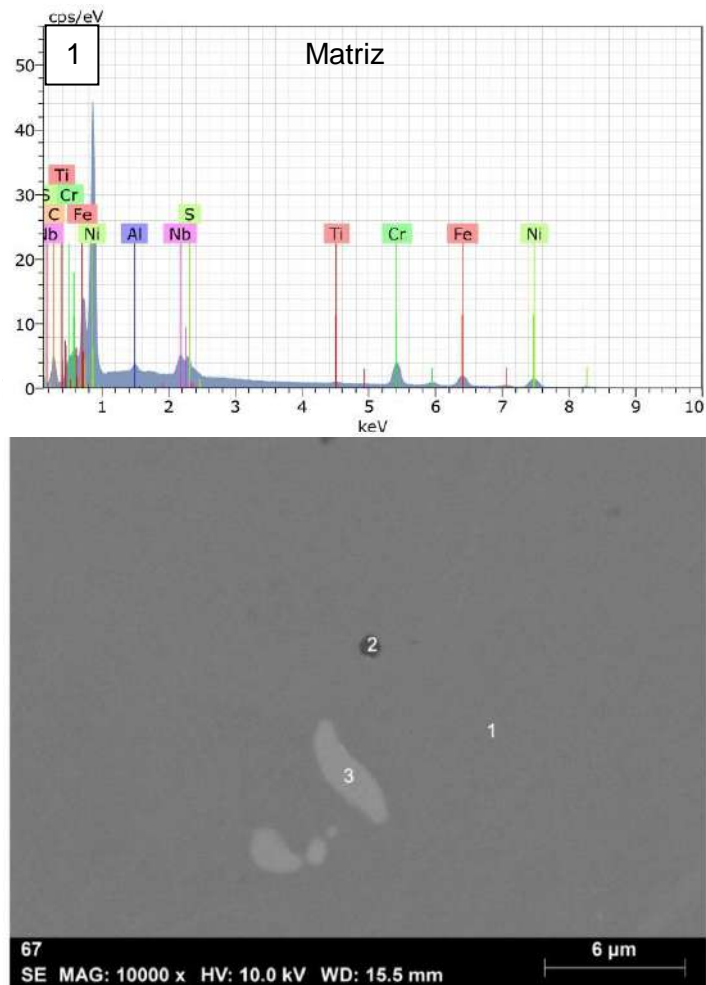 cps/eV
1 Matriz
50
40
30
Ti
S Cr
C Fe S
Nb Ni Al Nb Ti Cr Fe Ni
20
10
0
1 2 3 4 5 6 7 8 9 10
keV
2
1
3
67 6 µm
SE MAG: 10000 x HV: 10.0 kV WD: 15.5 mm